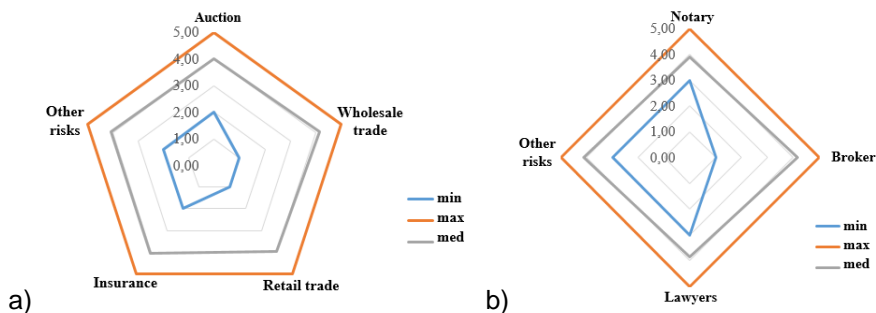 Auction
5,00
4,00
3,00
2,00
1,00
0,00
Other
risks
Wholesale
trade
Insurance
Retail trade
min
max
med
a)
Notary
5,00
4,00
3,00
2,00
1,00
0,00
Other
risks
Broker
Lawyers
min
max
med
b)